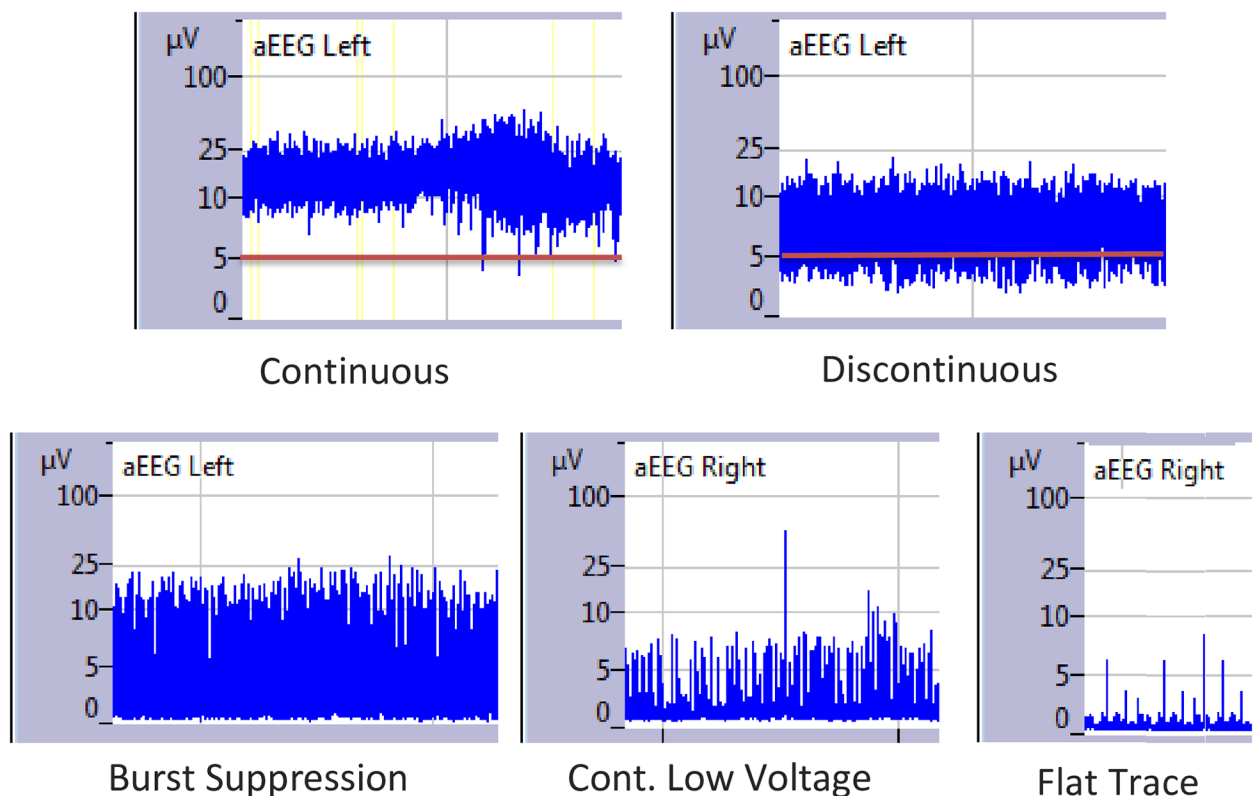 µV
aEEG Left
100
25
10
5
0
Continuous
µV
aEEG Left
100
25
10
5
0
Discontinuous
µV
aEEG Left
100
25
10
5
0
Burst Suppression
µV
aEEG Right
100
25
10
5
0
Cont. Low Voltage
µV
aEEG Right
100
25
10
5
0
Flat Trace